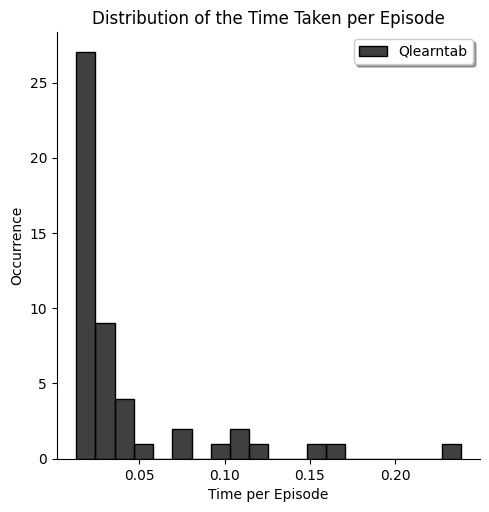 Distribution of the Time Taken per Episode
Qlearntab
Occurrence
25
20
15
10
5
0
0.05 0.10 0.15 0.20
Time per Episode